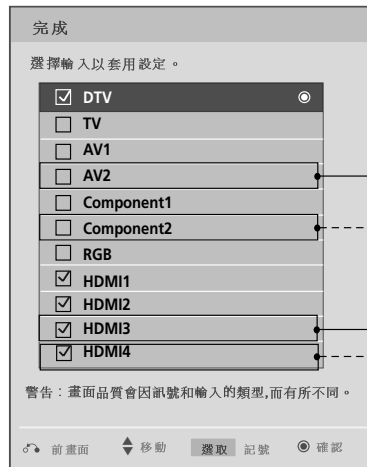 完成
選擇輸入以套用設定。
DTV
TV
AV1
AV2
Component1
Component2
RGB
HDMI1
HDMI2
HDMI3
HDMI4
警告：畫面品質會因訊號和輸入的類型,而有所不同。
前畫面 移動 選取 記號 確認